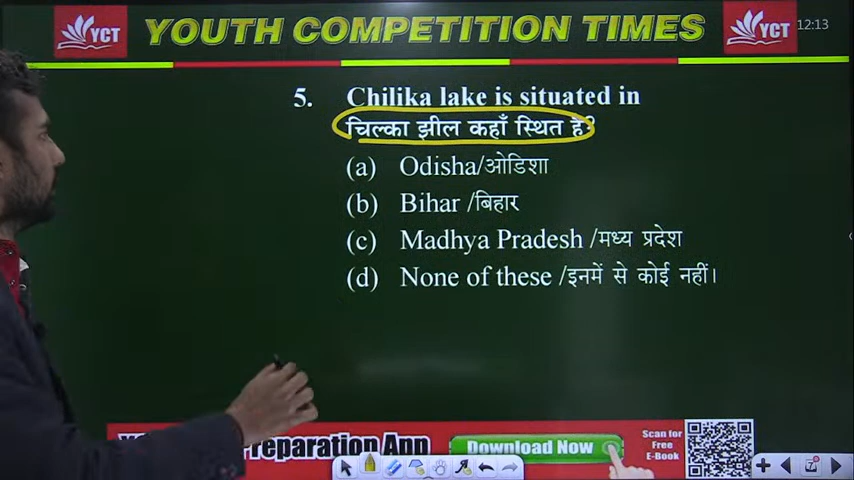 YCT
YOUTH COMPETITION TIMES
YCT
12:13
5. Chilika lake is situated in
चिल्का झील कहाँ स्थित है?
(a) Odisha/ओडिशा
(b) Bihar /बिहार
(c) Madhya Pradesh /मध्य प्रदेश
(d) None of these /इनमें से कोई नहीं।
Preparation App
Download Now
Scan for
Free
E-Book